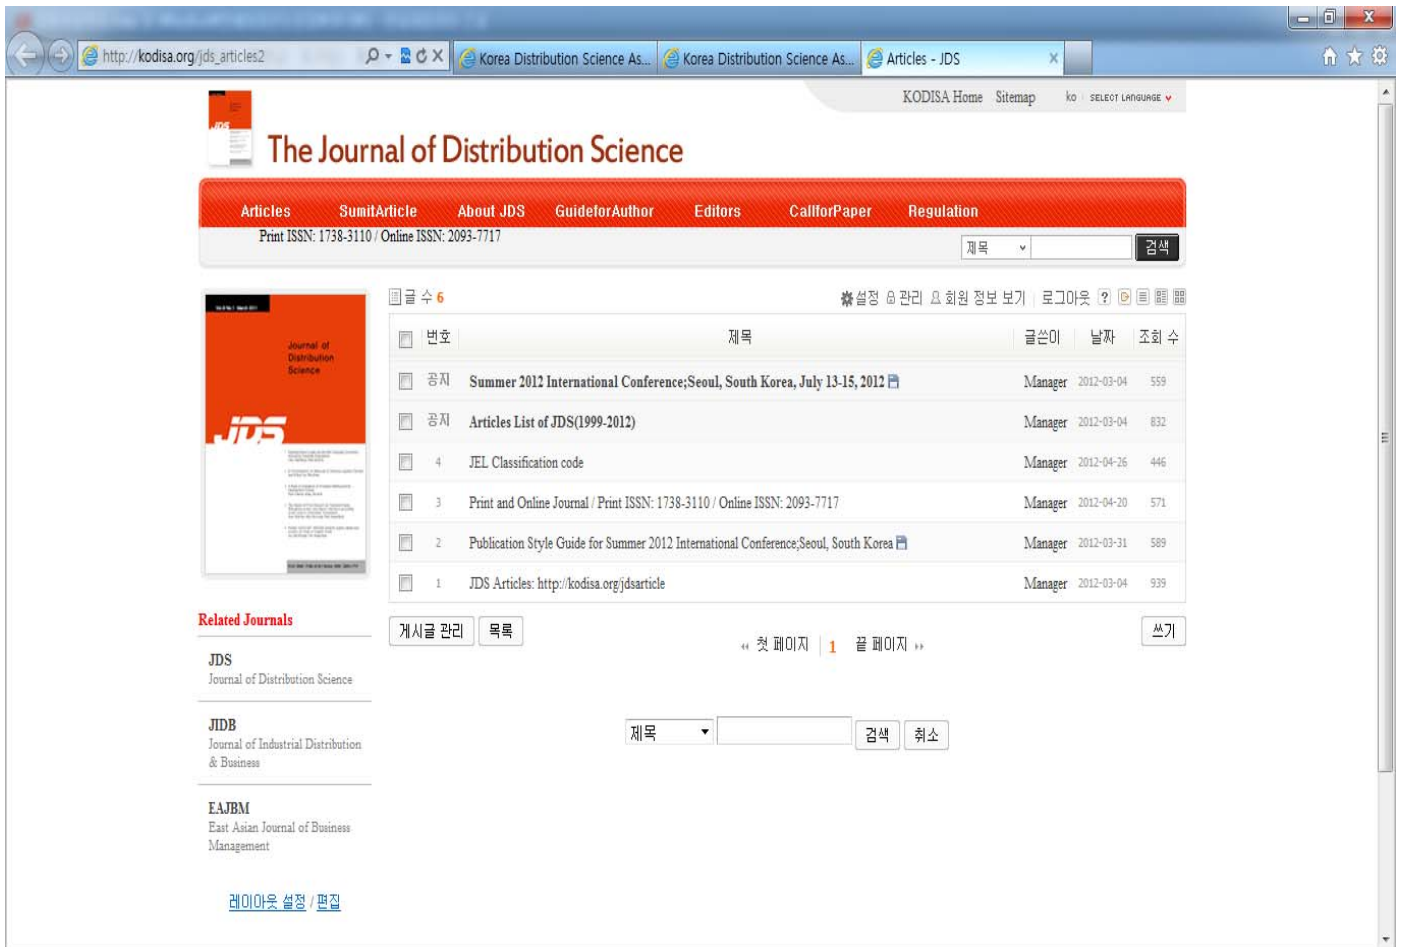 http://kodisa.org/jds_articles2
Korea Distribution Science As...
Korea Distribution Science As...
Articles - JDS
KODISA Home Sitemap ko SELECT LANGUAGE
JDS
The Journal of Distribution Science
Articles SumitArticle About JDS GuideforAuthor Editors CallforPaper Regulation
Print ISSN: 1738-3110 / Online ISSN: 2093-7717
제목 검색
글 수 6
설정 관리 회원 정보 보기 로그아웃 ?
번호 제목 글쓴이 날짜 조회 수
공지 Summer 2012 International Conference;Seoul, South Korea, July 13-15, 2012 Manager 2012-03-04 559
공지 Articles List of JDS(1999-2012) Manager 2012-03-04 832
4 JEL Classification code Manager 2012-04-26 446
3 Print and Online Journal / Print ISSN: 1738-3110 / Online ISSN: 2093-7717 Manager 2012-04-20 571
2 Publication Style Guide for Summer 2012 International Conference;Seoul, South Korea Manager 2012-03-31 589
1 JDS Articles: http://kodisa.org/jdsarticle Manager 2012-03-04 939
게시글 관리 목록 쓰기
첫 페이지 1 끝 페이지
제목 검색 취소
Journal of
Distribution
Science
JDS
Related Journals
JDS
Journal of Distribution Science
JIDB
Journal of Industrial Distribution
& Business
EAJBM
East Asian Journal of Business
Management
레이아웃 설정 / 편집